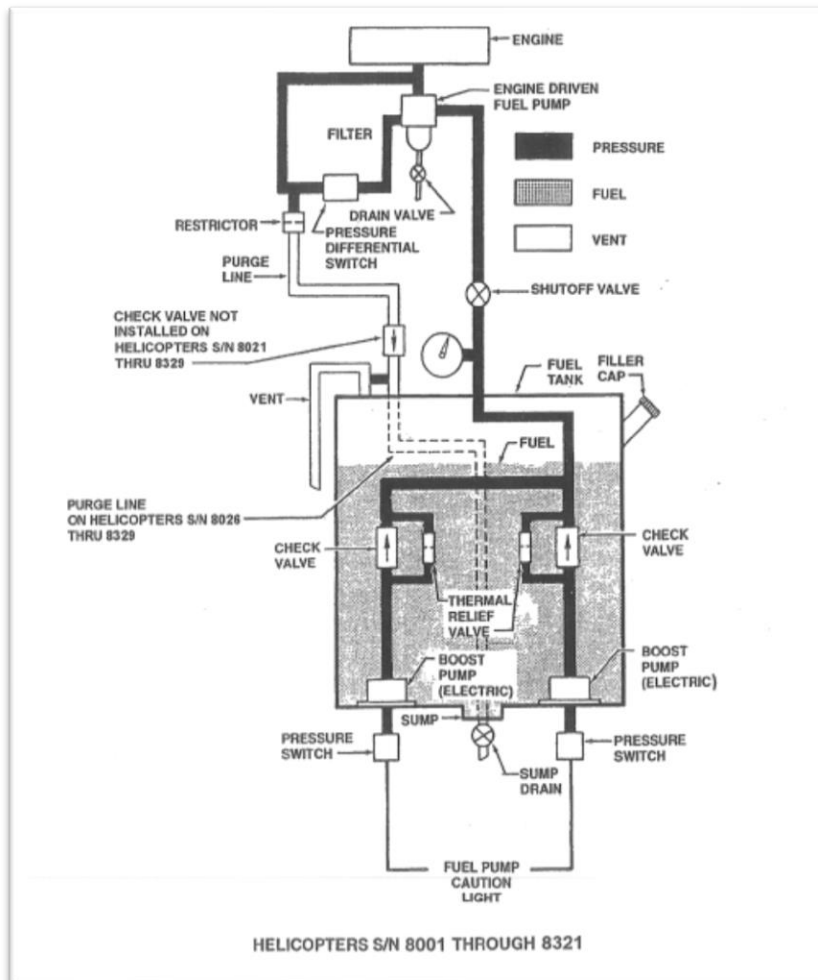 ENGINE
ENGINE DRIVEN
FUEL PUMP
FILTER
PRESSURE
FUEL
VENT
DRAIN VALVE
RESTRICTOR
PRESSURE
DIFFERENTIAL
SWITCH
PURGE
LINE
SHUTOFF VALVE
CHECK VALVE NOT
INSTALLED ON
HELICOPTERS S/N 8021
THRU 8329
FUEL
TANK
FILLER
CAP
VENT
FUEL
PURGE LINE
ON HELICOPTERS S/N 8026
THRU 8329
CHECK
VALVE
CHECK
VALVE
THERMAL
RELIEF
VALVE
BOOST
PUMP
(ELECTRIC)
BOOST
PUMP
(ELECTRIC)
SUMP
PRESSURE
SWITCH
PRESSURE
SWITCH
SUMP
DRAIN
FUEL PUMP
CAUTION
LIGHT
HELICOPTERS S/N 8001 THROUGH 8321